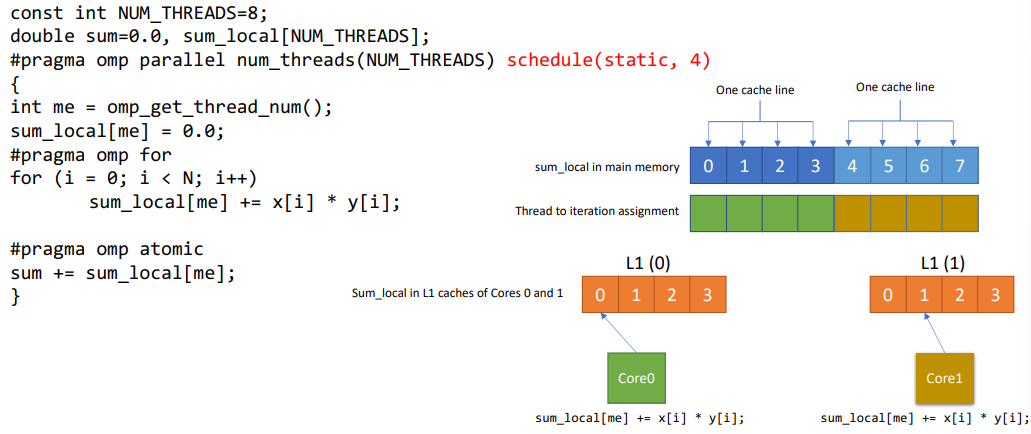 const int NUM_THREADS=8;
double sum=0.0, sum_local[NUM_THREADS];
#pragma omp parallel num_threads(NUM_THREADS) schedule(static, 4)
{
int me = omp_get_thread_num();
sum_local[me] = 0.0;
#pragma omp for
for (i = 0; i < N; i++)
sum_local[me] += x[i] * y[i];
#pragma omp atomic
sum += sum_local[me];
}
One cache line
One cache line
sum_local in main memory
0 1 2 3 4 5 6 7
Thread to iteration assignment
L1 (0)
L1 (1)
Sum_local in L1 caches of Cores 0 and 1
0 1 2 3
0 1 2 3
Core0
Core1
sum_local[me] += x[i] * y[i];
sum_local[me] += x[i] * y[i];